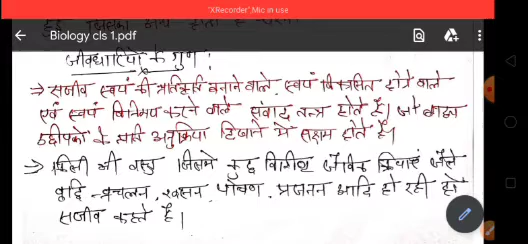 "XRecorder",Mic in use
Biology cls 1.pdf
जीवधारियों के गुण :
→ सजीव स्वयं की प्रतिकृति बनाने वाले, स्वयं विकसित होने वाले
एवं स्वयं विनियमन करने वाले संवाद तन्त्र होते हैं। जो बाह्य
उद्दीपकों के प्रति अनुक्रिया दिखाने में सक्षम होते हैं।
→ किसी भी वस्तु जिसमें कुछ विशिष्ट जैविक क्रियाएं जैसे
वृद्धि - प्रचलन, श्वसन, पोषण, प्रजनन आदि हो रही हो
सजीव कहते हैं।